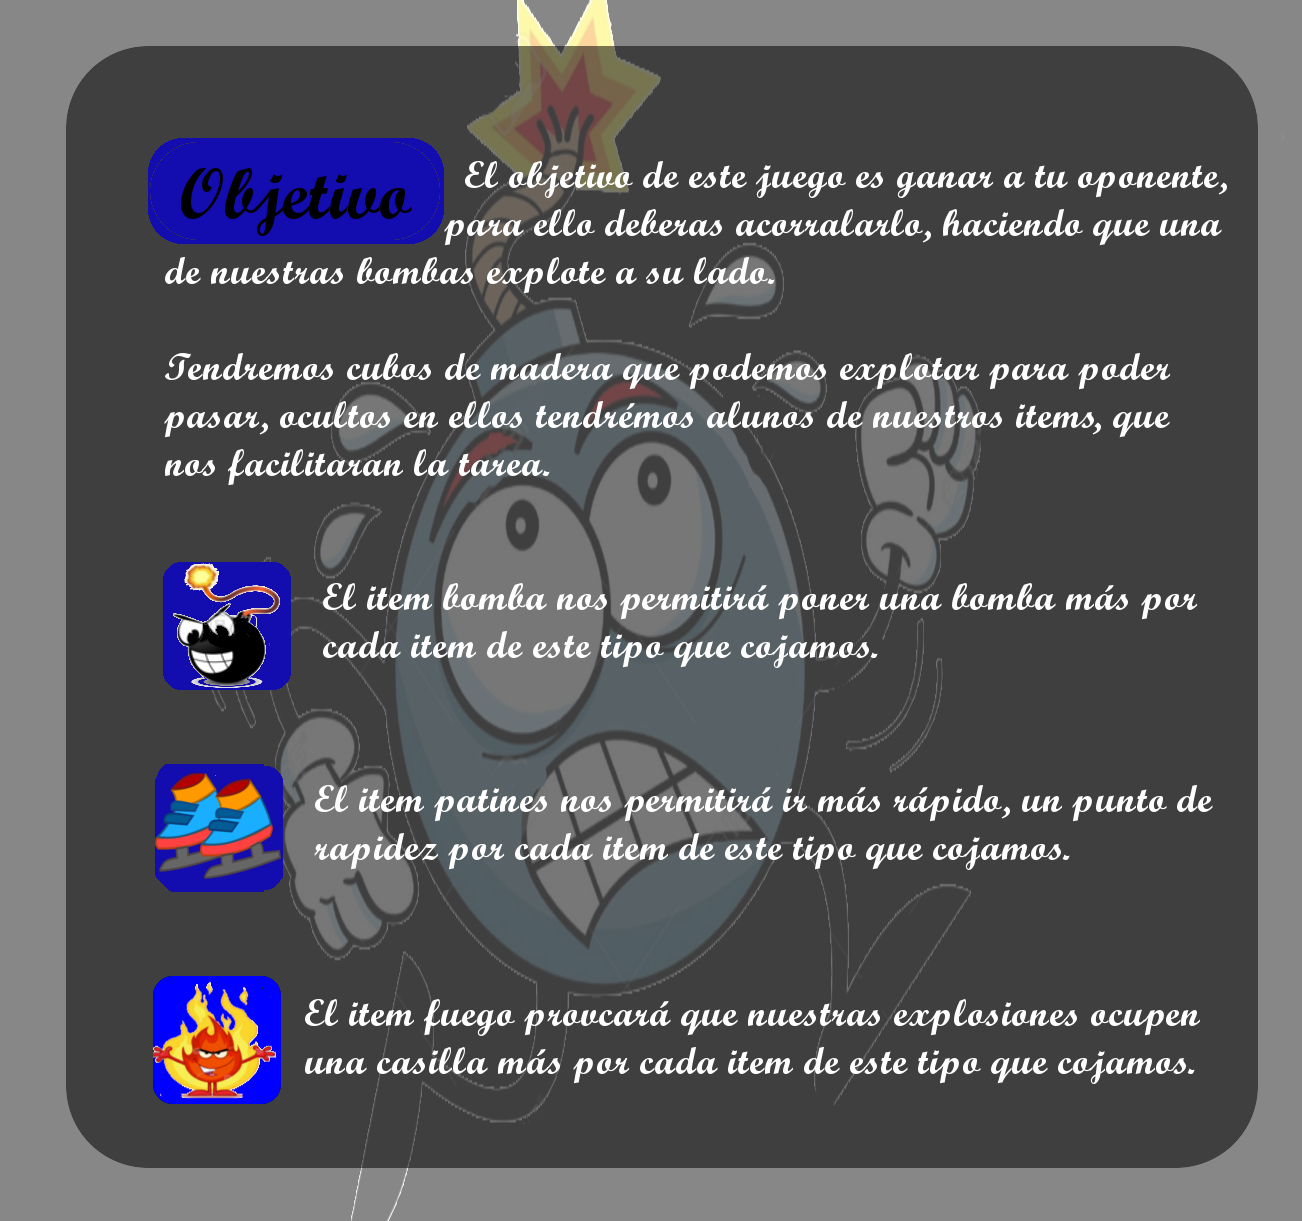 Objetivo El objetivo de este juego es ganar a tu oponente,
para ello deberas acorralarlo, haciendo que una
de nuestras bombas explote a su lado.
Tendremos cubos de madera que podemos explotar para poder
pasar, ocultos en ellos tendrémos alunos de nuestros items, que
nos facilitaran la tarea.
El item bomba nos permitirá poner una bomba más por
cada item de este tipo que cojamos.
El item patines nos permitirá ir más rápido, un punto de
rapidez por cada item de este tipo que cojamos.
El item fuego provcará que nuestras explosiones ocupen
una casilla más por cada item de este tipo que cojamos.